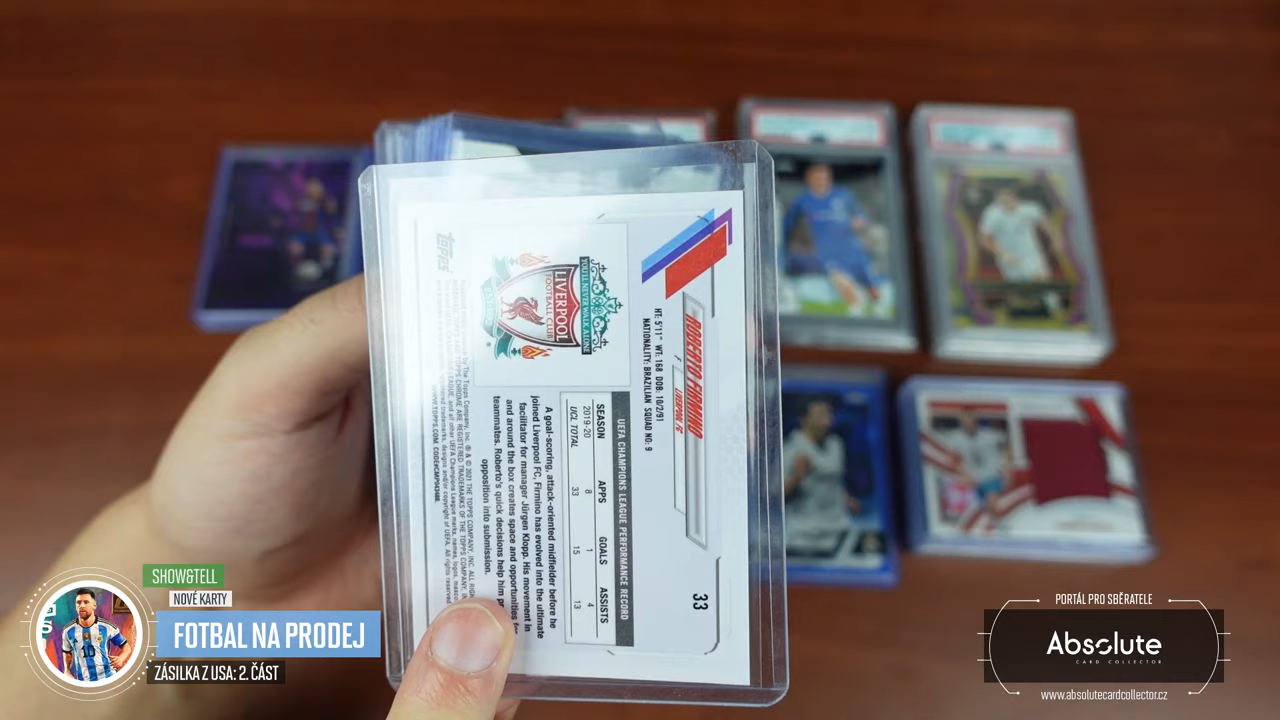 33
ROBERTO FIRMINO
LIVERPOOL FC
HT: 5'11" WT: 168 DOB: 10/2/91
NATIONALITY: BRAZILIAN SQUAD NO: 9
UEFA CHAMPIONS LEAGUE PERFORMANCE RECORD
SEASON APPS GOALS ASSISTS
2019-20 8 1 4
UCL TOTAL 33 15 13
YOU'LL NEVER WALK ALONE
LIVERPOOL
FOOTBALL CLUB
A goal-scoring, attack-oriented midfielder before he
joined Liverpool FC, Firmino has evolved into the ultimate
facilitator for manager Jürgen Klopp. His movement in
and around the box creates space and opportunities for
teammates. Roberto's quick decisions help him
opposition into submission.
topps
WWW.TOPPS.COM
SHOW&TELL
NOVÉ KARTY
FOTBAL NA PRODEJ
ZÁSILKA Z USA: 2. ČÁST
PORTÁL PRO SBĚRATELE
Absolute
CARD COLLECTOR
www.absolutecardcollector.cz